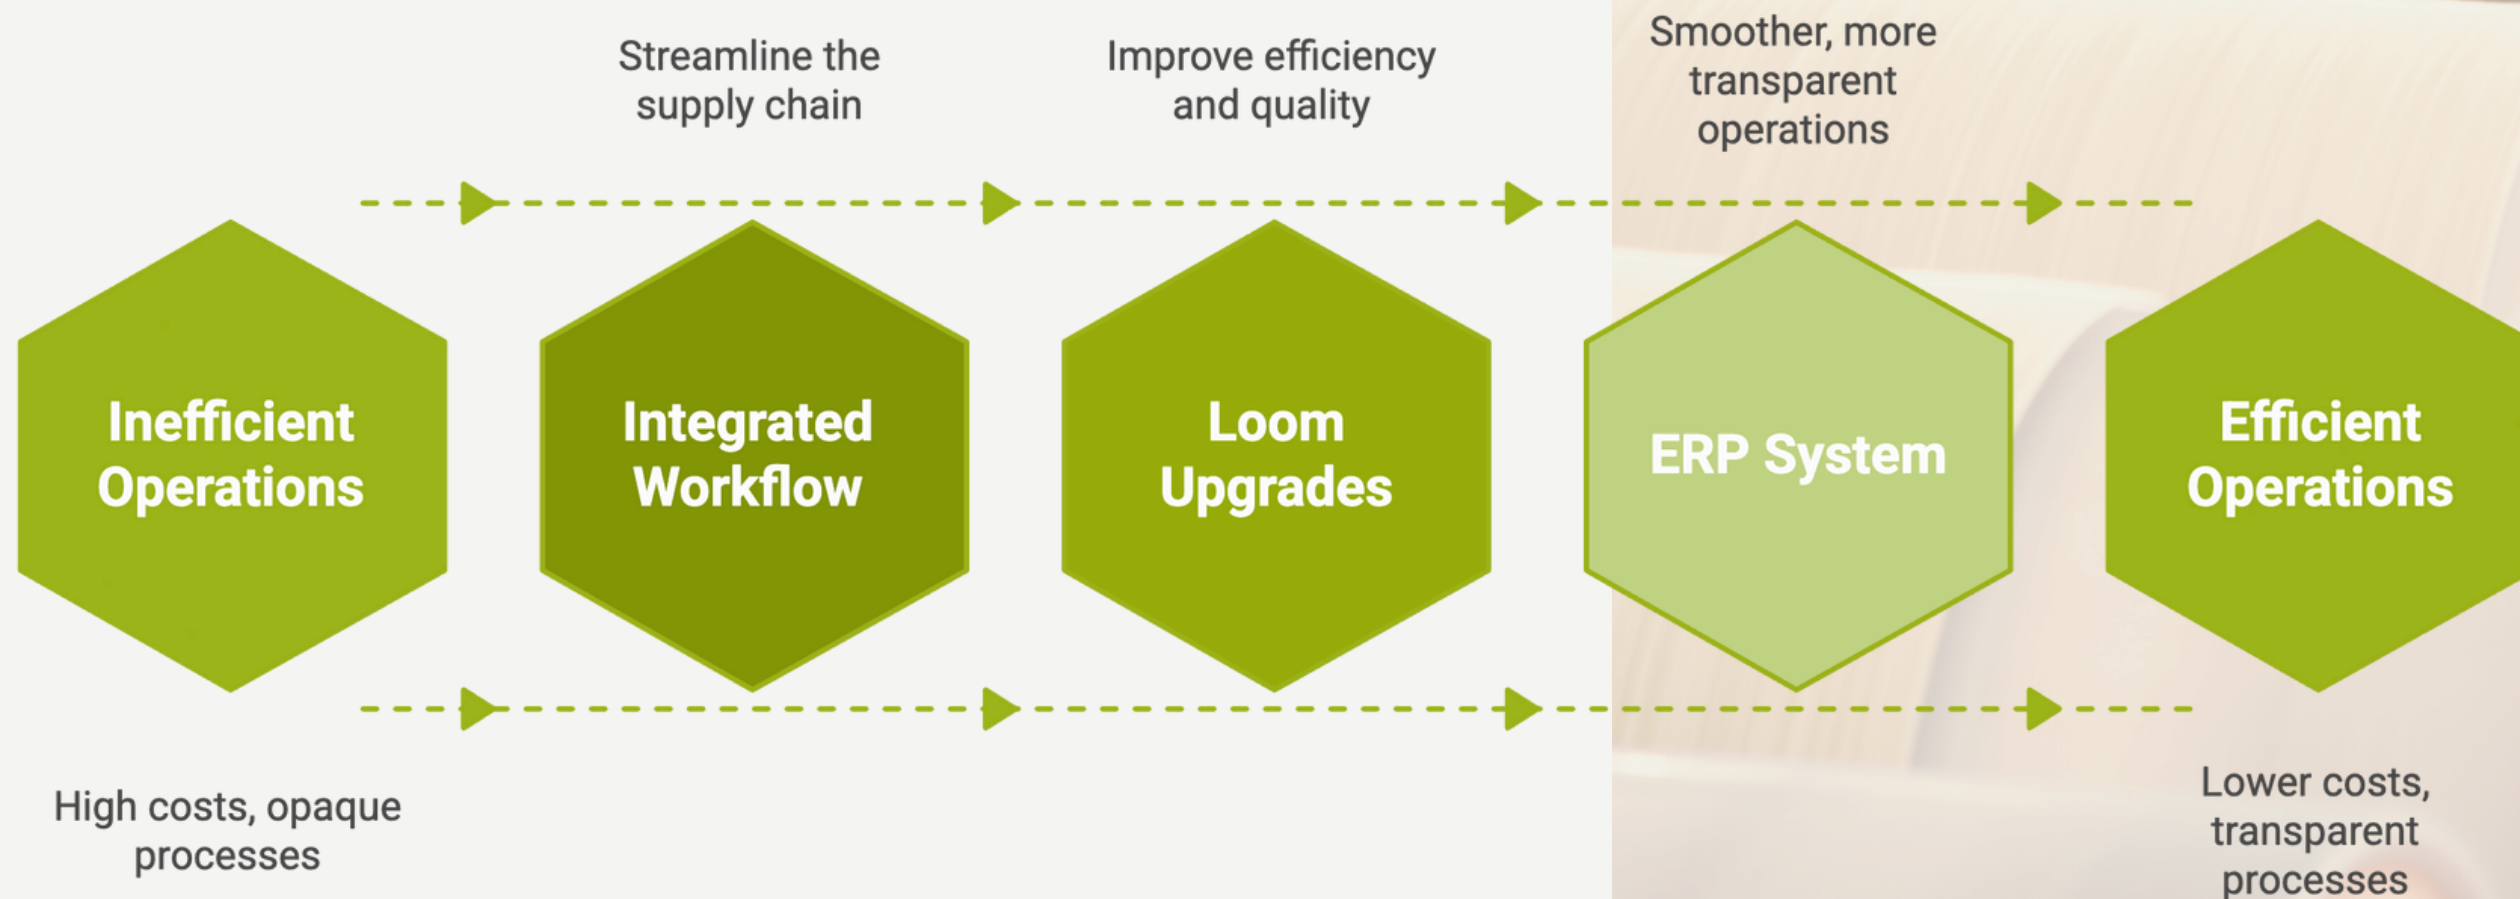 Streamline the
supply chain
Improve efficiency
and quality
Smoother, more
transparent
operations
Inefficient
Operations
Integrated
Workflow
Loom
Upgrades
ERP System
Efficient
Operations
High costs, opaque
processes
Lower costs,
transparent
processes